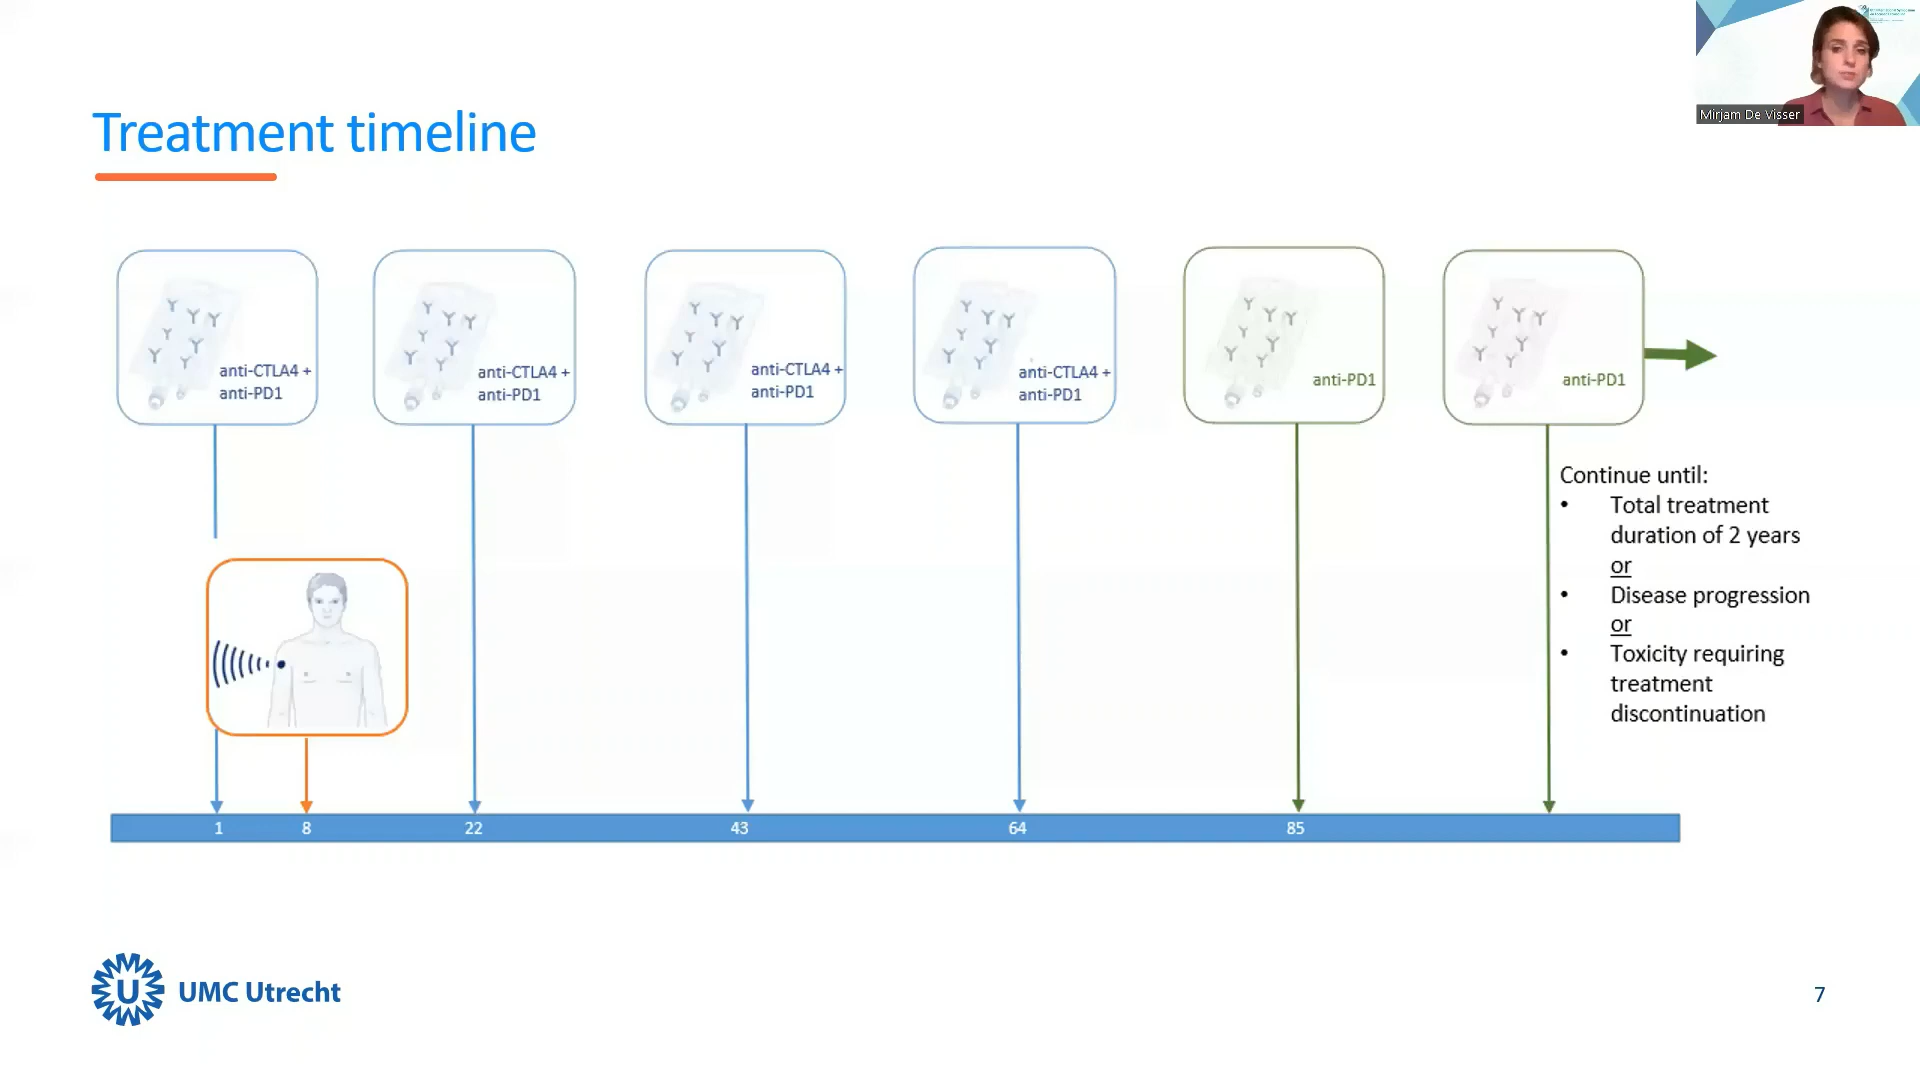 Mirjam De Visser
Treatment timeline
anti-CTLA4 +
anti-PD1
anti-CTLA4 +
anti-PD1
anti-CTLA4 +
anti-PD1
anti-CTLA4 +
anti-PD1
anti-PD1
anti-PD1
Continue until:
• Total treatment
duration of 2 years
or
• Disease progression
or
• Toxicity requiring
treatment
discontinuation
1 8 22 43 64 85
U UMC Utrecht
7